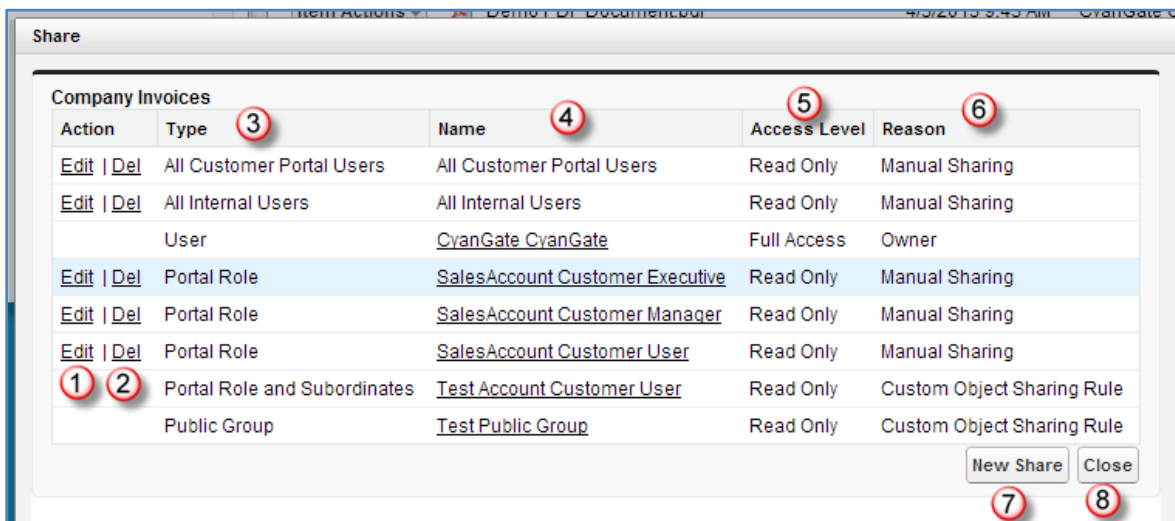 Item Actions Demo PDF Document.pdf 4/5/2013 9:45 AM CyanGate
Share
Company Invoices
5 6
Action Type 3 Name 4 Access Level Reason
Edit | Del All Customer Portal Users All Customer Portal Users Read Only Manual Sharing
Edit | Del All Internal Users All Internal Users Read Only Manual Sharing
User CyanGate CyanGate Full Access Owner
Edit | Del Portal Role SalesAccount Customer Executive Read Only Manual Sharing
Edit | Del Portal Role SalesAccount Customer Manager Read Only Manual Sharing
Edit | Del Portal Role SalesAccount Customer User Read Only Manual Sharing
1 2 Portal Role and Subordinates Test Account Customer User Read Only Custom Object Sharing Rule
Public Group Test Public Group Read Only Custom Object Sharing Rule
New Share Close
7 8